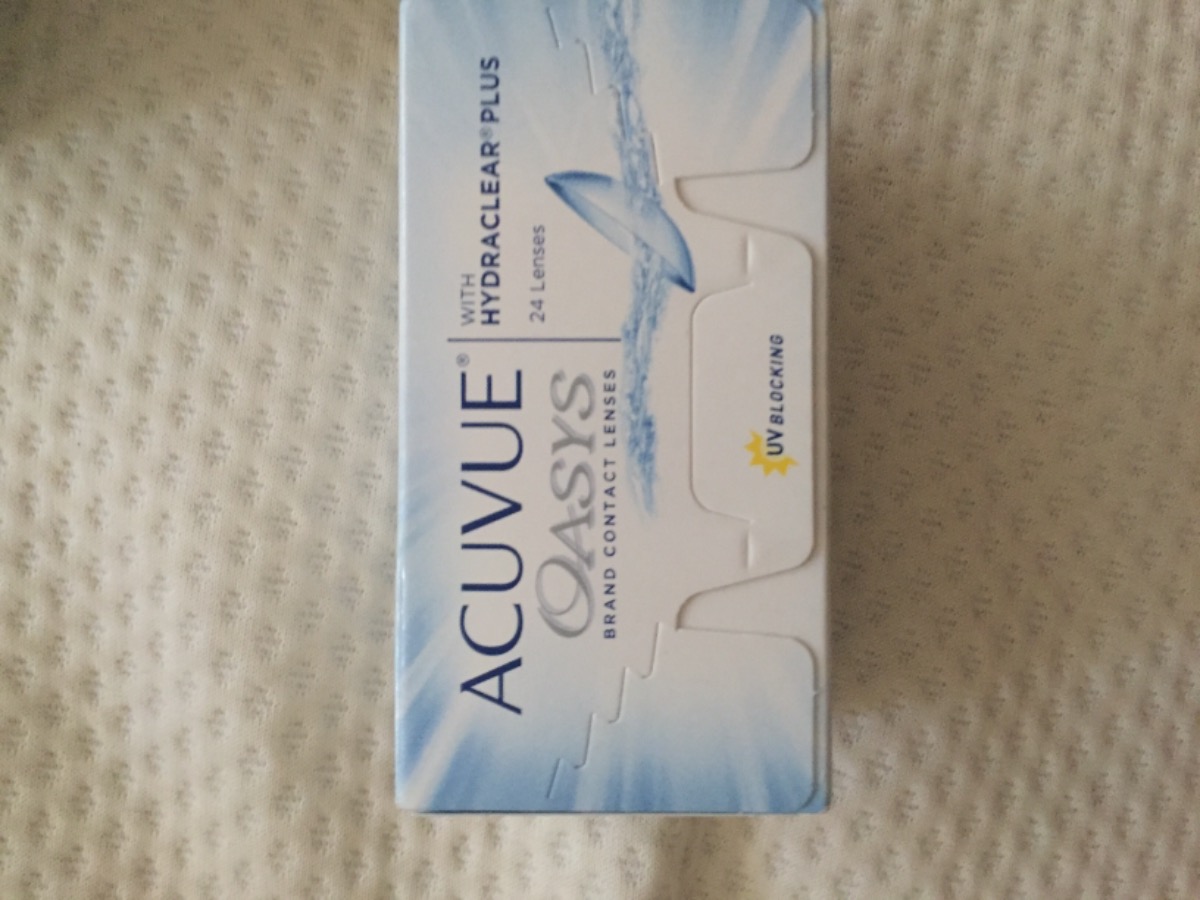 ACUVUE®
OASYS
BRAND CONTACT LENSES
WITH
HYDRACLEAR® PLUS
24 Lenses
UV BLOCKING